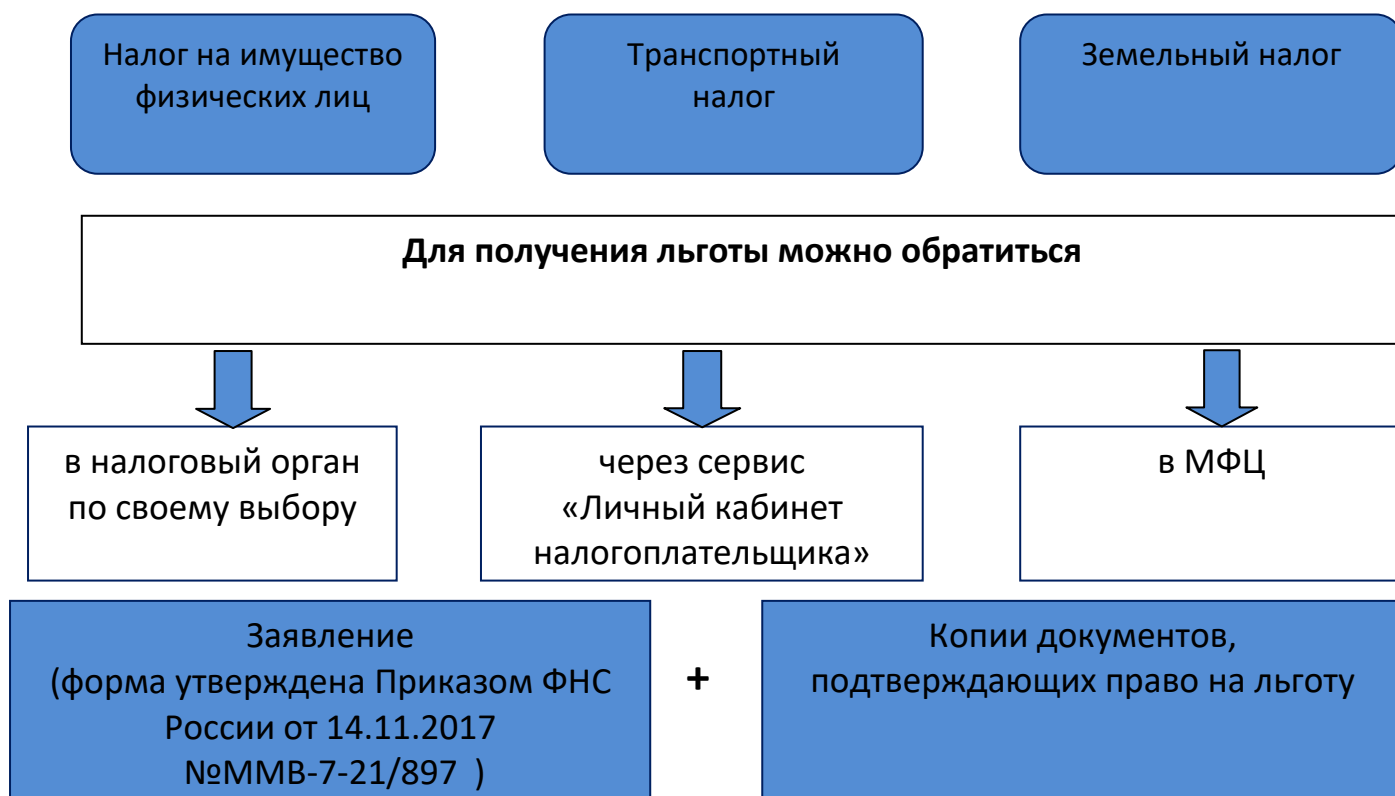 Налог на имущество
физических лиц
Транспортный
налог
Земельный налог
Для получения льготы можно обратиться
в налоговый орган
по своему выбору
через сервис
«Личный кабинет
налогоплательщика»
в МФЦ
Заявление
(форма утверждена Приказом ФНС
России от 14.11.2017
№ММВ-7-21/897 )
+
Копии документов,
подтверждающих право на льготу